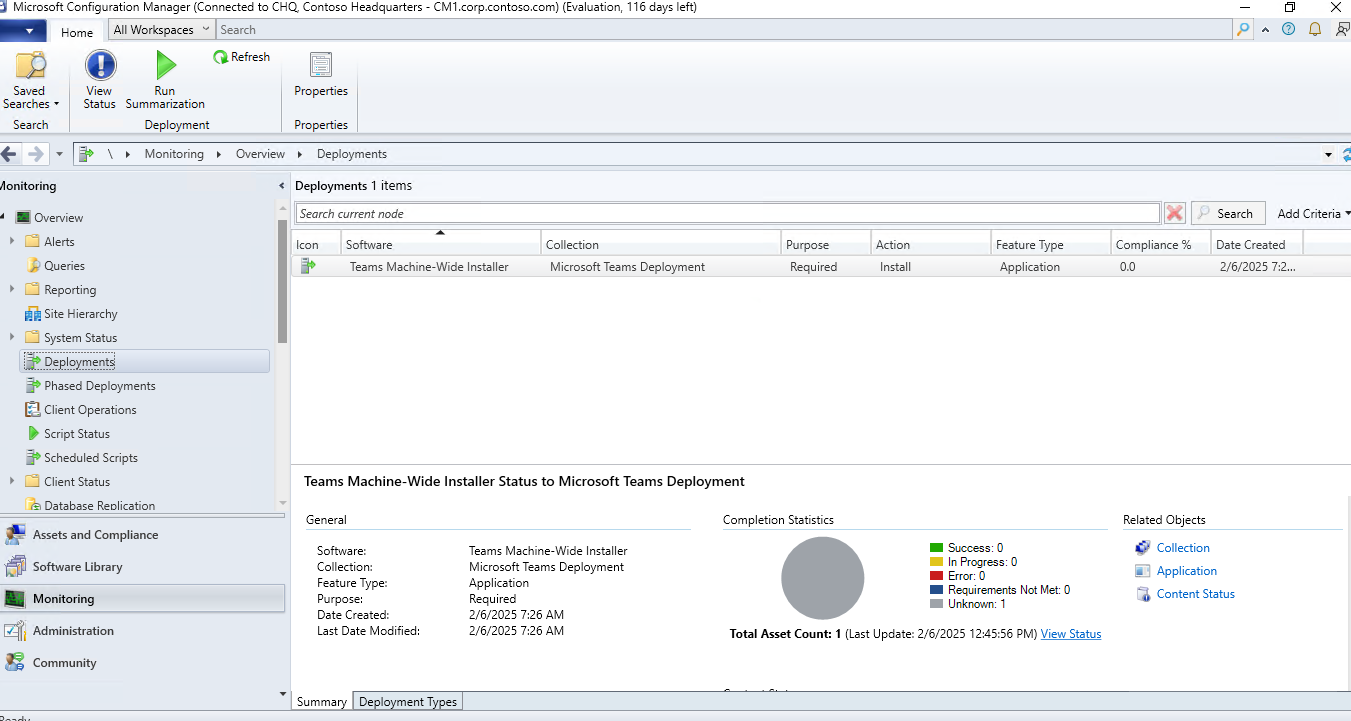 Microsoft Configuration Manager (Connected to CHQ, Contoso Headquarters - CM1.corp.contoso.com) (Evaluation, 116 days left)
Home
All Workspaces
Search
Saved Searches
View Status
Run Summarization
Refresh
Properties
Search
Deployment
Properties
\ Monitoring Overview Deployments
Monitoring
Overview
Alerts
Queries
Reporting
Site Hierarchy
System Status
Deployments
Phased Deployments
Client Operations
Script Status
Scheduled Scripts
Client Status
Database Replication
Assets and Compliance
Software Library
Monitoring
Administration
Community
Deployments 1 items
Search current node
Search
Add Criteria
Icon Software Collection Purpose Action Feature Type Compliance % Date Created
Teams Machine-Wide Installer Microsoft Teams Deployment Required Install Application 0.0 2/6/2025 7:2...
Teams Machine-Wide Installer Status to Microsoft Teams Deployment
General
Software: Teams Machine-Wide Installer
Collection: Microsoft Teams Deployment
Feature Type: Application
Purpose: Required
Date Created: 2/6/2025 7:26 AM
Last Date Modified: 2/6/2025 7:26 AM
Completion Statistics
Success: 0
In Progress: 0
Error: 0
Requirements Not Met: 0
Unknown: 1
Total Asset Count: 1 (Last Update: 2/6/2025 12:45:56 PM) View Status
Related Objects
Collection
Application
Content Status
Summary
Deployment Types